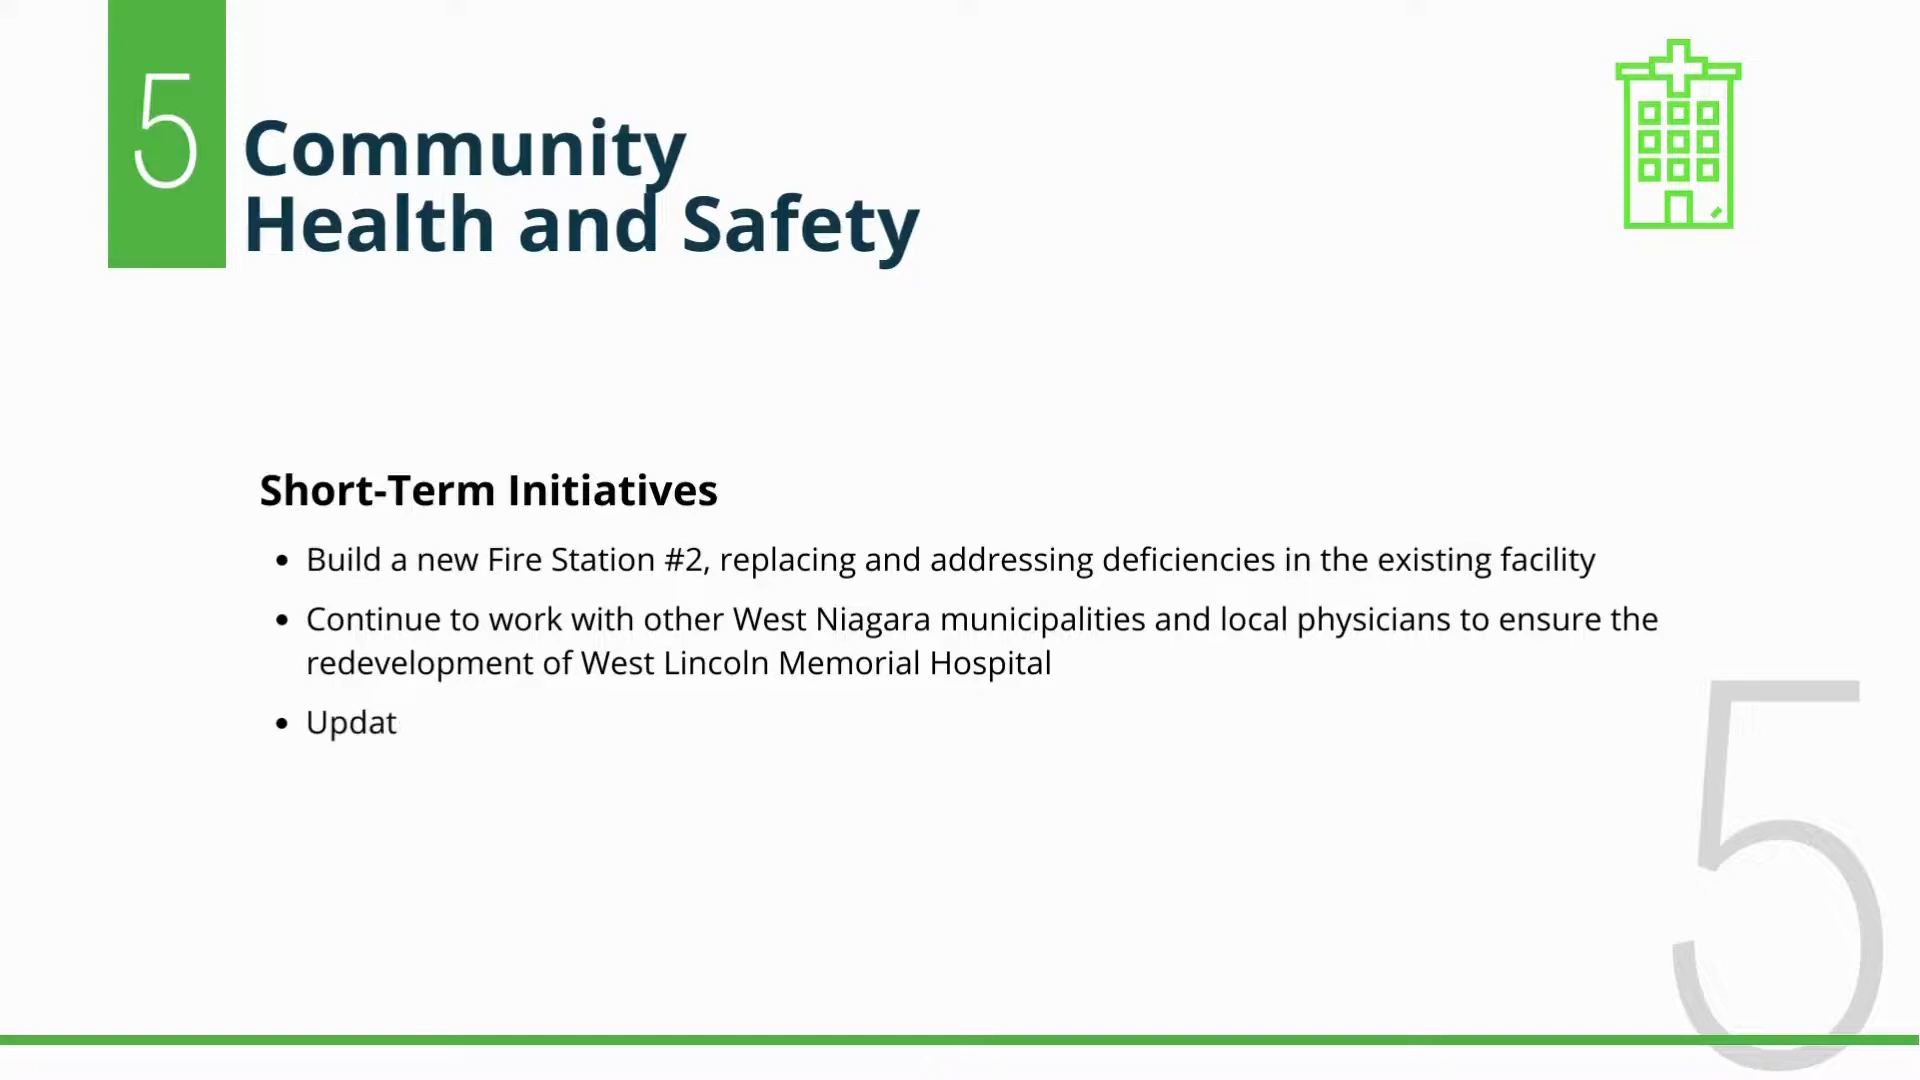 5
Community
Health and Safety
Short-Term Initiatives
• Build a new Fire Station #2, replacing and addressing deficiencies in the existing facility
• Continue to work with other West Niagara municipalities and local physicians to ensure the
redevelopment of West Lincoln Memorial Hospital
• Updat
5